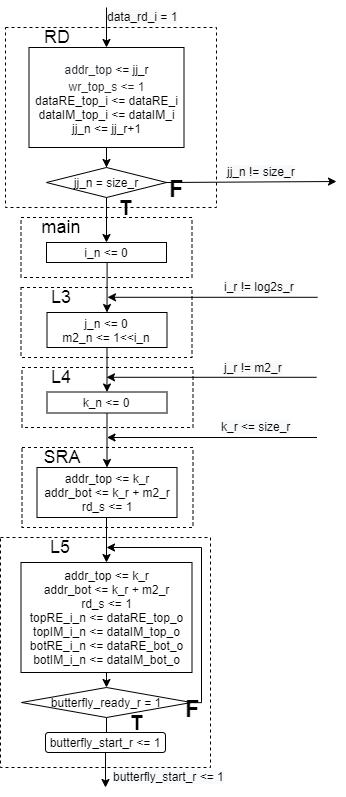 data_rd_i = 1
RD
addr_top <= jj_r
wr_top_s <= 1
dataRE_top_i <= dataRE_i
dataIM_top_i <= dataIM_i
jj_n <= jj_r+1
jj_n = size_r
jj_n != size_r
F
T
main
i_n <= 0
i_r != log2s_r
L3
j_n <= 0
m2_n <= 1<<i_n
j_r != m2_r
L4
k_n <= 0
k_r <= size_r
SRA
addr_top <= k_r
addr_bot <= k_r + m2_r
rd_s <= 1
L5
addr_top <= k_r
addr_bot <= k_r + m2_r
rd_s <= 1
topRE_i_n <= dataRE_top_o
topIM_i_n <= dataIM_top_o
botRE_i_n <= dataRE_bot_o
botIM_i_n <= dataIM_bot_o
butterfly_ready_r = 1
F
T
butterfly_start_r <= 1
butterfly_start_r <= 1